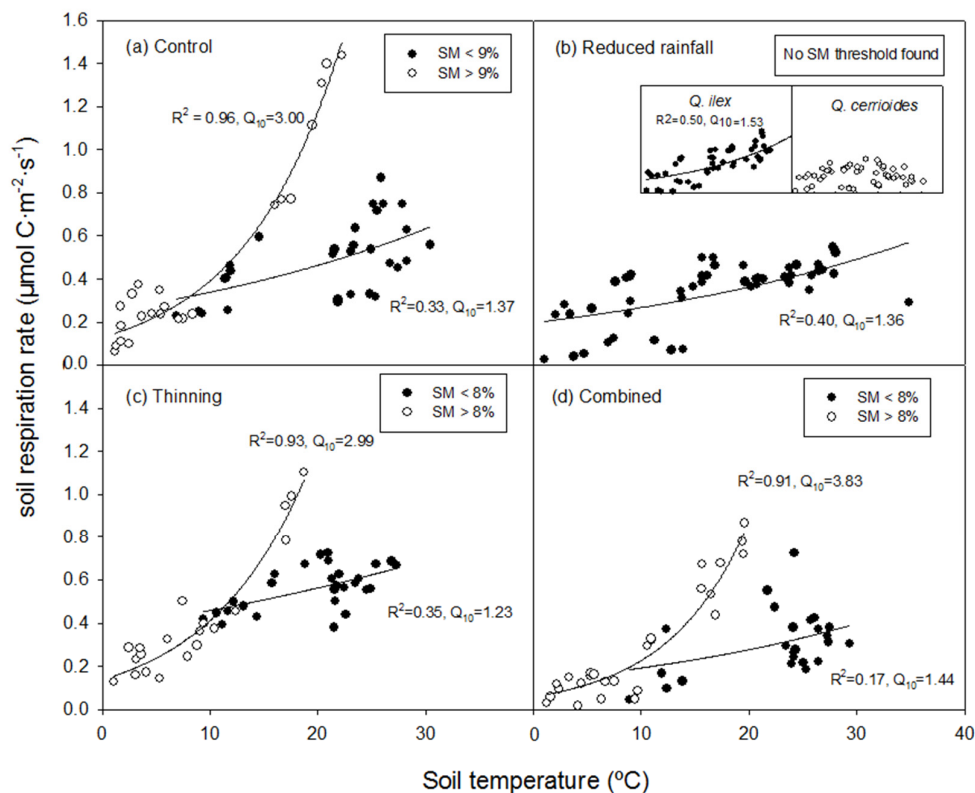 1.6
1.4
1.2
1.0
0.8
0.6
0.4
0.2
0.0
(a) Control
SM < 9%
SM > 9%
R² = 0.96, Q₁₀=3.00
R²=0.33, Q₁₀=1.37
(b) Reduced rainfall
No SM threshold found
Q. ilex
R2=0.50, Q₁₀=1.53
Q. cerrioides
R²=0.40, Q₁₀=1.36
soil respiration rate (µmol C·m⁻²·s⁻¹)
1.4
1.2
1.0
0.8
0.6
0.4
0.2
0.0
(c) Thinning
SM < 8%
SM > 8%
R²=0.93, Q₁₀=2.99
R²=0.35, Q₁₀=1.23
(d) Combined
SM < 8%
SM > 8%
R²=0.91, Q₁₀=3.83
R²=0.17, Q₁₀=1.44
0 10 20 30 0 10 20 30 40
Soil temperature (ºC)